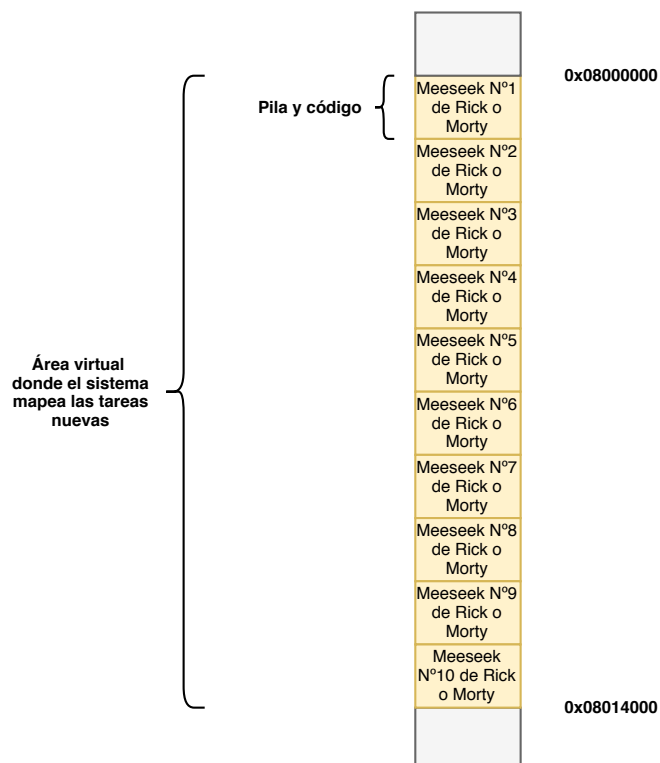 0x08000000
Pila y código
Meeseek Nº1
de Rick o
Morty
Meeseek Nº2
de Rick o
Morty
Meeseek Nº3
de Rick o
Morty
Meeseek Nº4
de Rick o
Morty
Área virtual
donde el sistema
mapea las tareas
nuevas
Meeseek Nº5
de Rick o
Morty
Meeseek Nº6
de Rick o
Morty
Meeseek Nº7
de Rick o
Morty
Meeseek Nº8
de Rick o
Morty
Meeseek Nº9
de Rick o
Morty
Meeseek
Nº10 de Rick
o Morty
0x08014000